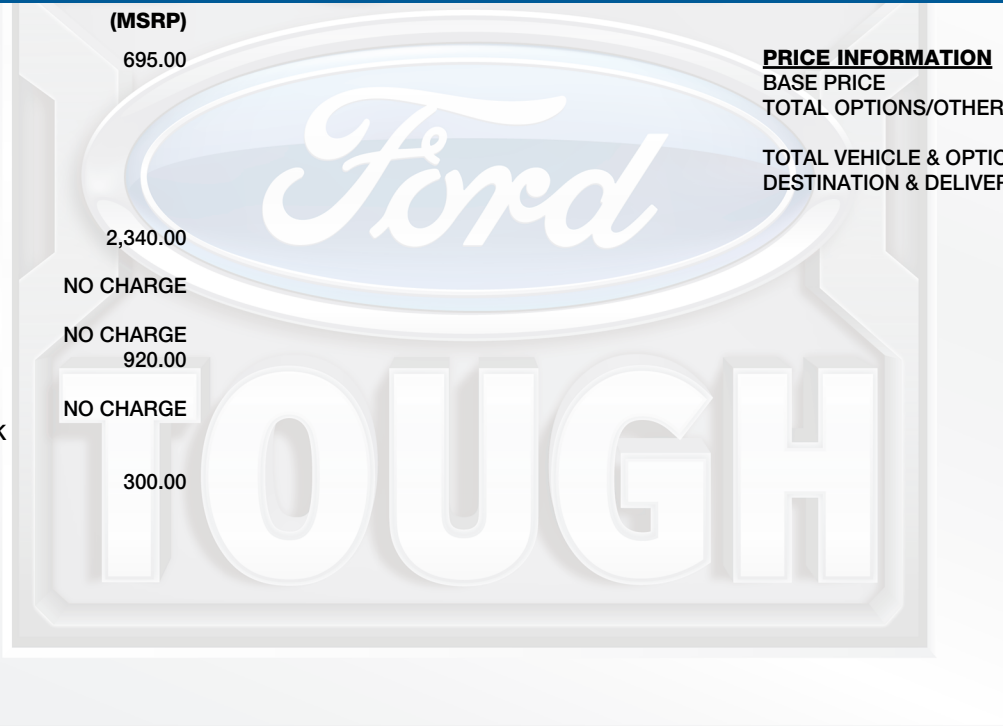 (MSRP)
695.00
2,340.00
NO CHARGE
NO CHARGE
920.00
NO CHARGE
300.00
PRICE INFORMATION
BASE PRICE
TOTAL OPTIONS/OTHER
TOTAL VEHICLE & OPTIO
DESTINATION & DELIVER
Ford
TOUGH